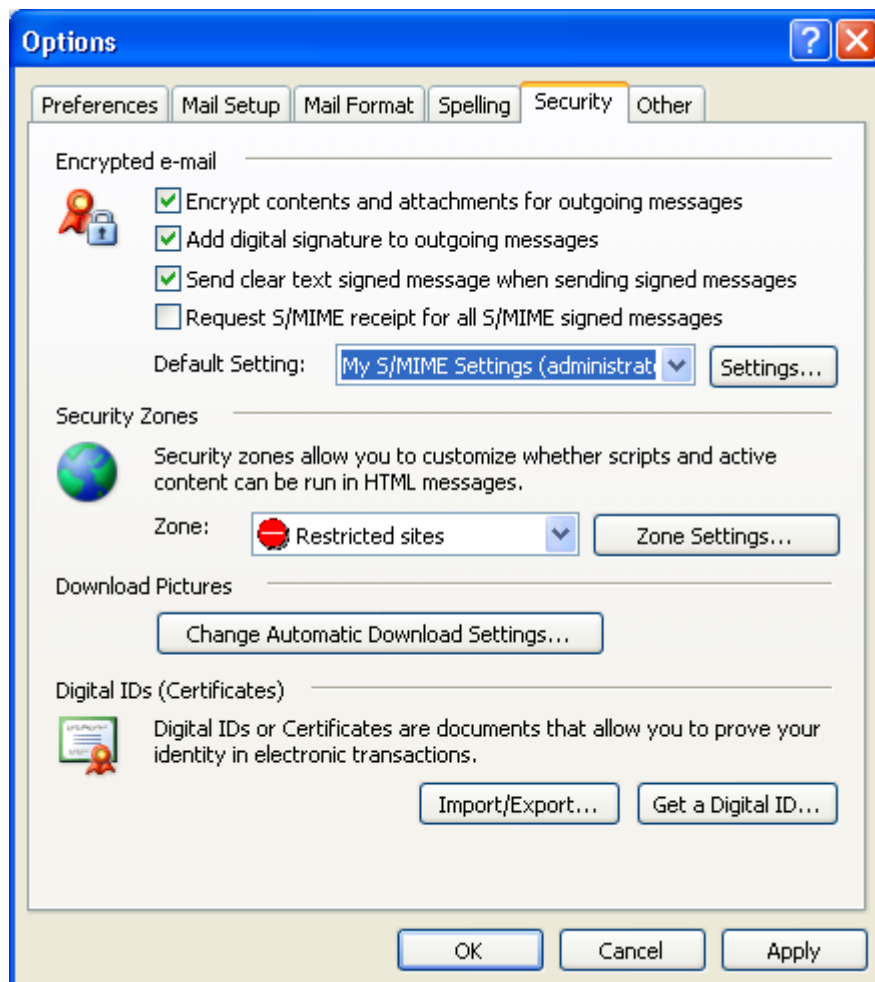 Options
Preferences Mail Setup Mail Format Spelling Security Other
Encrypted e-mail
Encrypt contents and attachments for outgoing messages
Add digital signature to outgoing messages
Send clear text signed message when sending signed messages
Request S/MIME receipt for all S/MIME signed messages
Default Setting: My S/MIME Settings (administrat Settings...
Security Zones
Security zones allow you to customize whether scripts and active
content can be run in HTML messages.
Zone: Restricted sites Zone Settings...
Download Pictures
Change Automatic Download Settings...
Digital IDs (Certificates)
Digital IDs or Certificates are documents that allow you to prove your
identity in electronic transactions.
Import/Export... Get a Digital ID...
OK Cancel Apply